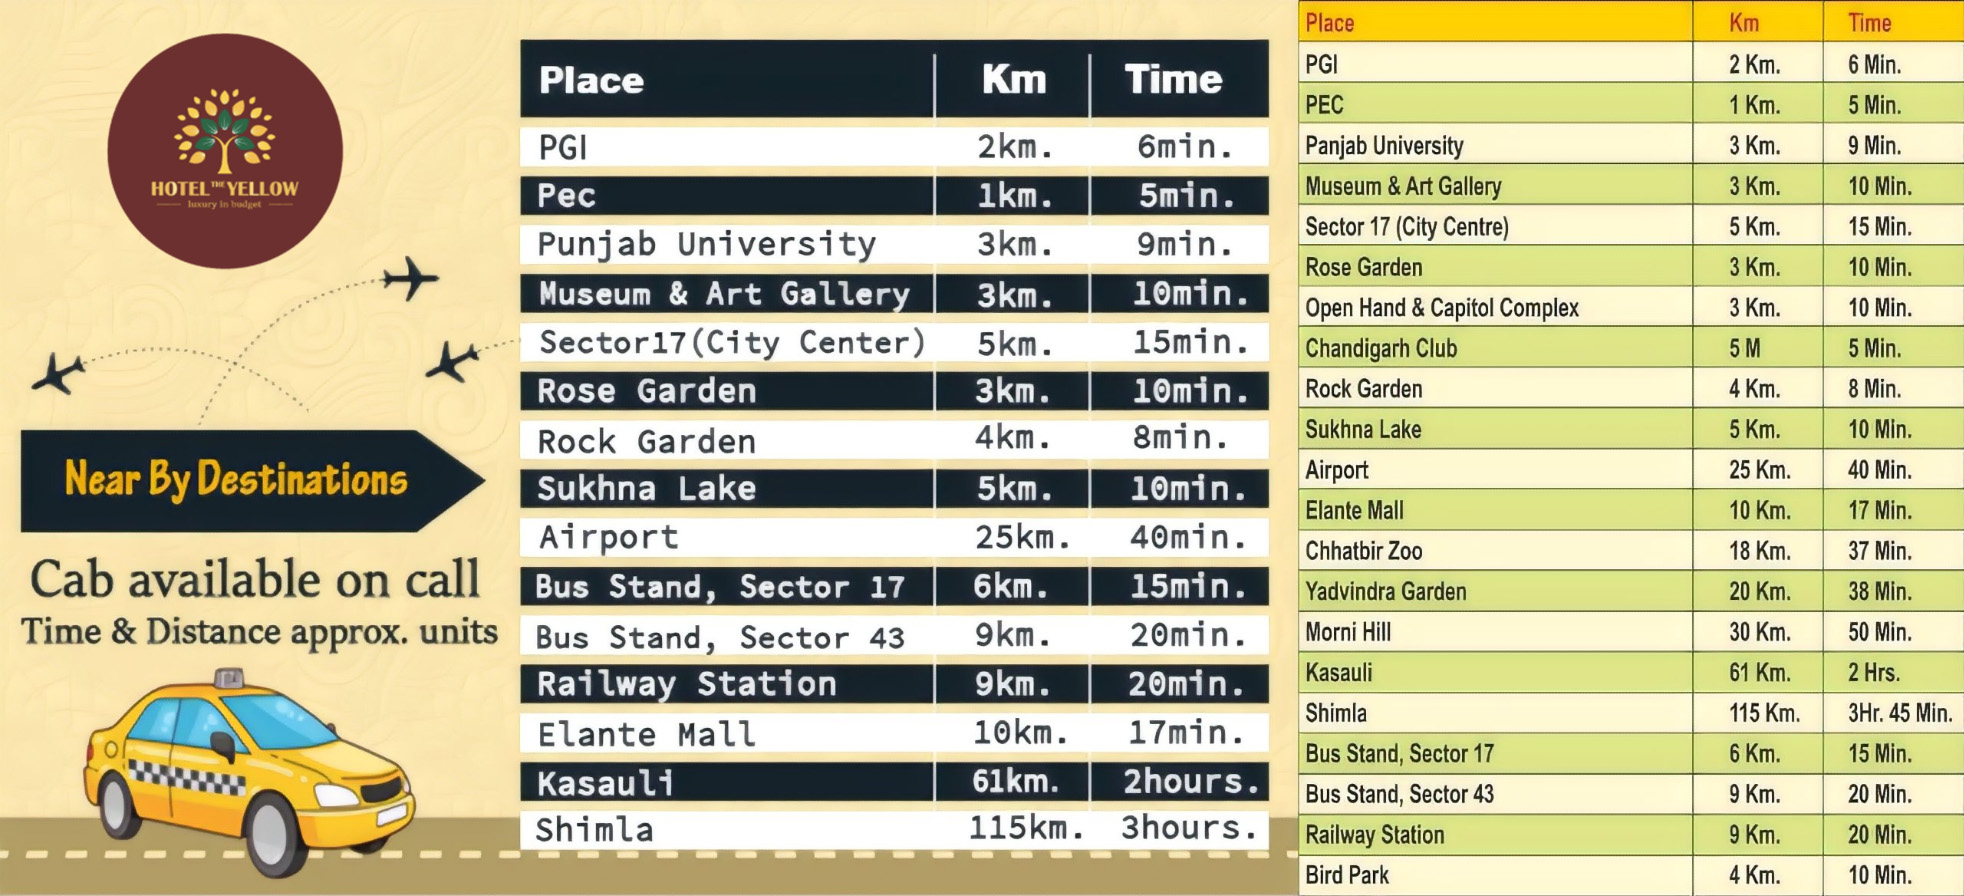 HOTEL THE YELLOW
luxury in budget
Near By Destinations
Cab available on call
Time & Distance approx. units
Place Km Time
PGI 2km. 6min.
Pec 1km. 5min.
Punjab University 3km. 9min.
Museum & Art Gallery 3km. 10min.
Sector17(City Center) 5km. 15min.
Rose Garden 3km. 10min.
Rock Garden 4km. 8min.
Sukhna Lake 5km. 10min.
Airport 25km. 40min.
Bus Stand, Sector 17 6km. 15min.
Bus Stand, Sector 43 9km. 20min.
Railway Station 9km. 20min.
Elante Mall 10km. 17min.
Kasauli 61km. 2hours.
Shimla 115km. 3hours.
Place Km Time
PGI 2 Km. 6 Min.
PEC 1 Km. 5 Min.
Panjab University 3 Km. 9 Min.
Museum & Art Gallery 3 Km. 10 Min.
Sector 17 (City Centre) 5 Km. 15 Min.
Rose Garden 3 Km. 10 Min.
Open Hand & Capitol Complex 3 Km. 10 Min.
Chandigarh Club 5 M 5 Min.
Rock Garden 4 Km. 8 Min.
Sukhna Lake 5 Km. 10 Min.
Airport 25 Km. 40 Min.
Elante Mall 10 Km. 17 Min.
Chhatbir Zoo 18 Km. 37 Min.
Yadvindra Garden 20 Km. 38 Min.
Morni Hill 30 Km. 50 Min.
Kasauli 61 Km. 2 Hrs.
Shimla 115 Km. 3Hr. 45 Min.
Bus Stand, Sector 17 6 Km. 15 Min.
Bus Stand, Sector 43 9 Km. 20 Min.
Railway Station 9 Km. 20 Min.
Bird Park 4 Km. 10 Min.